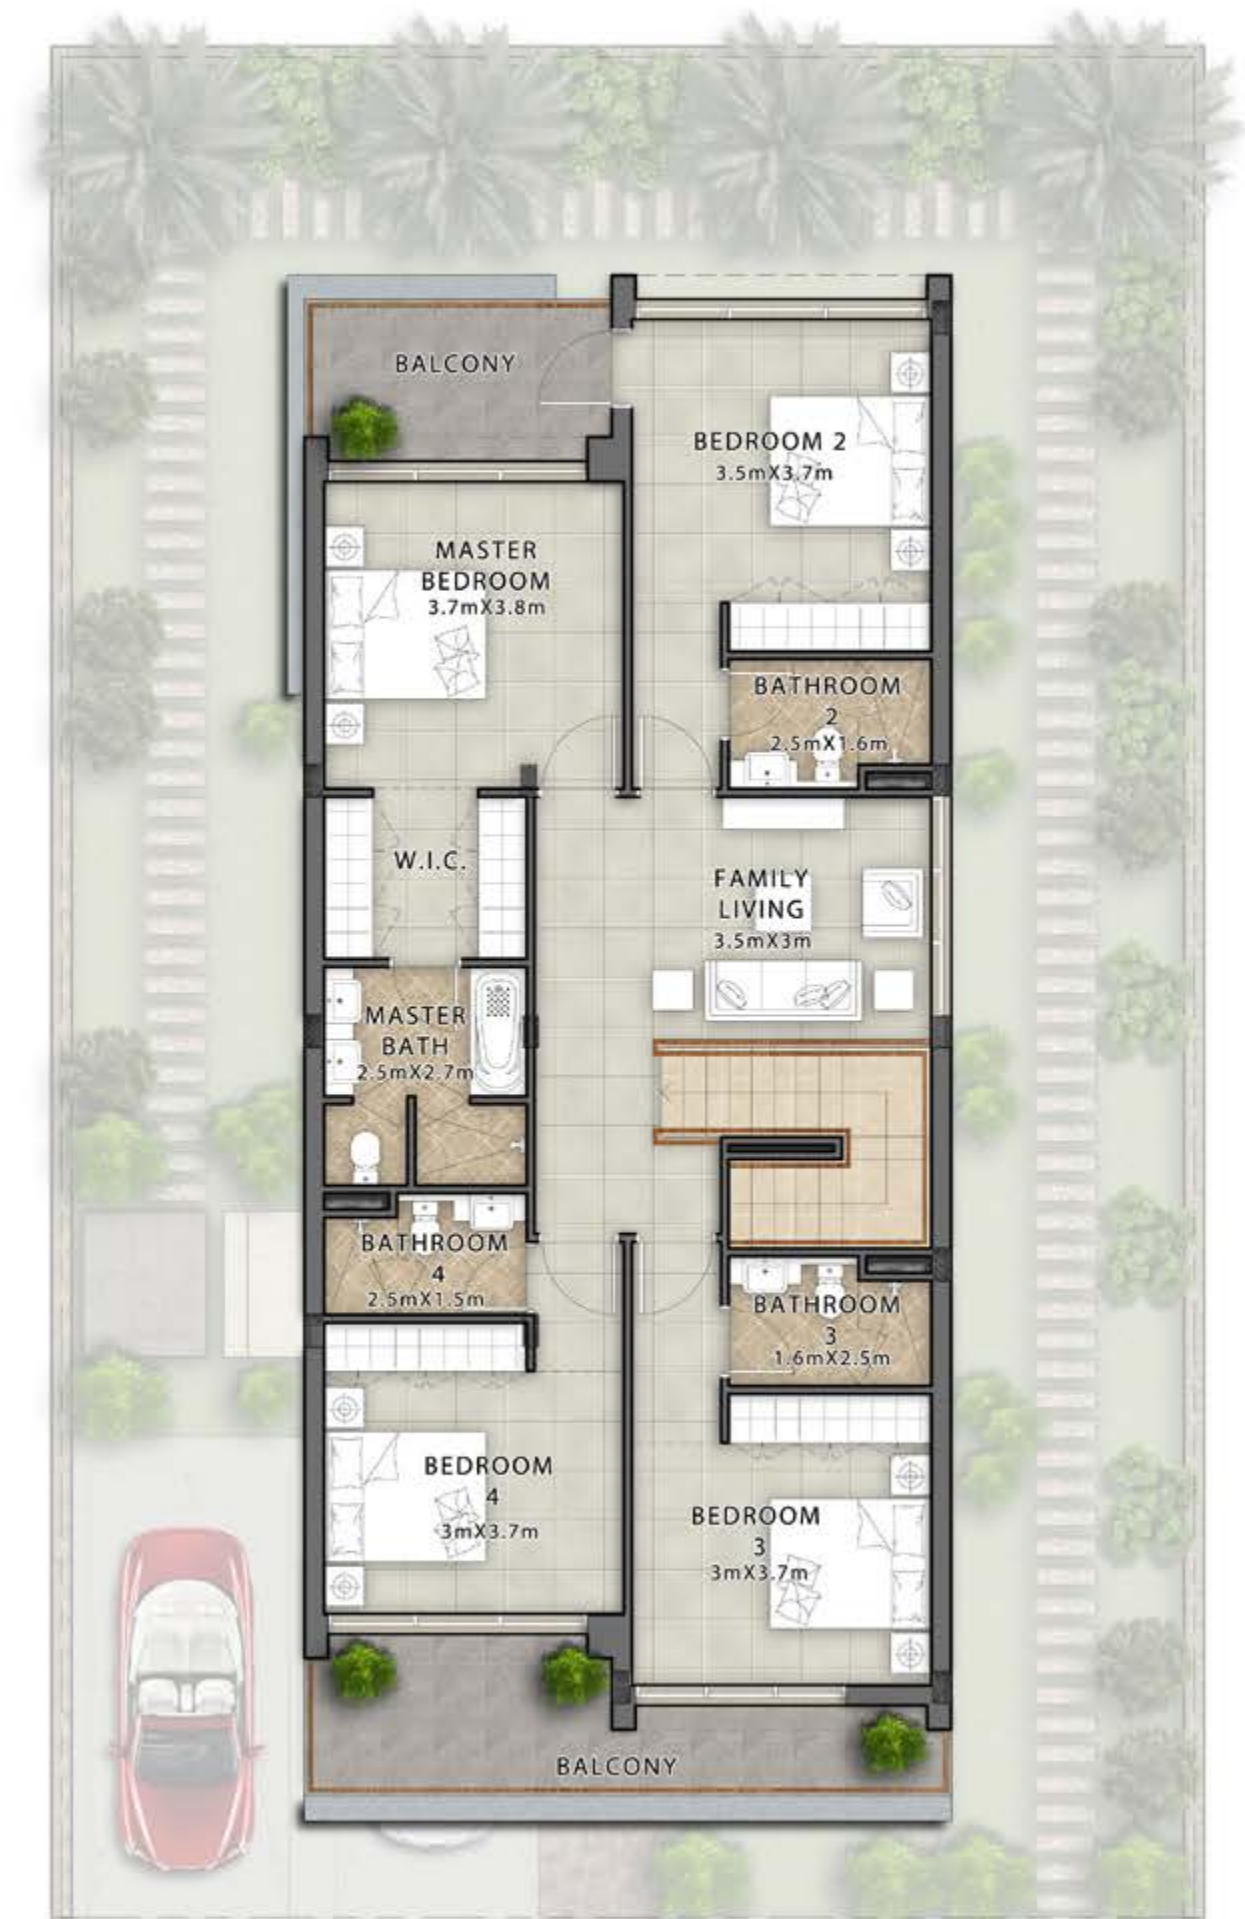 BALCONY
BEDROOM 2
3.5mX3.7m
MASTER
BEDROOM
3.7mX3.8m
BATHROOM
2
2.5mX1.6m
W.I.C.
FAMILY
LIVING
3.5mX3m
MASTER
BATH
2.5mX2.7m
BATHROOM
4
2.5mX1.5m
BATHROOM
3
1.6mX2.5m
BEDROOM
4
3mX3.7m
BEDROOM
3
3mX3.7m
BALCONY